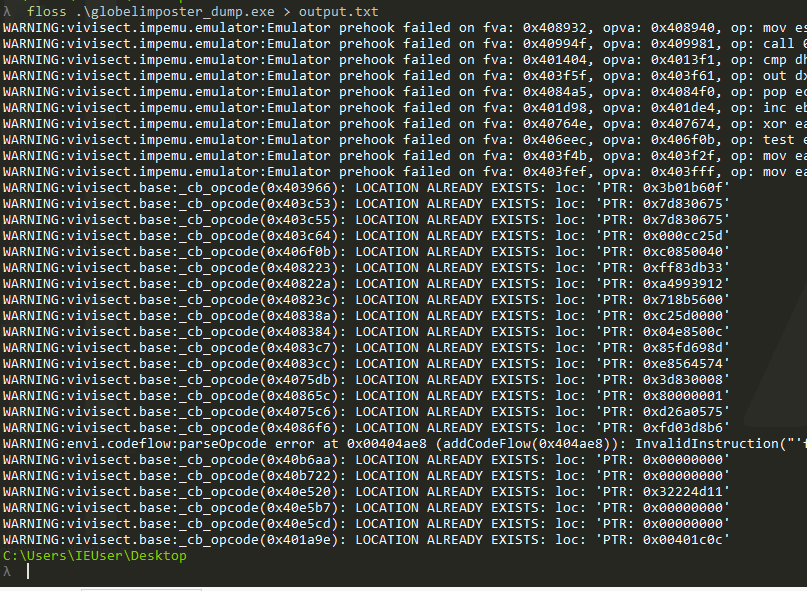 λ floss .\globelimposter_dump.exe > output.txt
WARNING:vivisect.impemu.emulator:Emulator prehook failed on fva: 0x408932, opva: 0x408940, op: mov es
WARNING:vivisect.impemu.emulator:Emulator prehook failed on fva: 0x40994f, opva: 0x409981, op: call 0
WARNING:vivisect.impemu.emulator:Emulator prehook failed on fva: 0x401404, opva: 0x4013f1, op: cmp dh
WARNING:vivisect.impemu.emulator:Emulator prehook failed on fva: 0x403f5f, opva: 0x403f61, op: out dx
WARNING:vivisect.impemu.emulator:Emulator prehook failed on fva: 0x4084a5, opva: 0x4084f0, op: pop ec
WARNING:vivisect.impemu.emulator:Emulator prehook failed on fva: 0x401d98, opva: 0x401de4, op: inc eb
WARNING:vivisect.impemu.emulator:Emulator prehook failed on fva: 0x40764e, opva: 0x407674, op: xor ea
WARNING:vivisect.impemu.emulator:Emulator prehook failed on fva: 0x406eec, opva: 0x406f0b, op: test e
WARNING:vivisect.impemu.emulator:Emulator prehook failed on fva: 0x403f4b, opva: 0x403f2f, op: mov ea
WARNING:vivisect.impemu.emulator:Emulator prehook failed on fva: 0x403fef, opva: 0x403fff, op: mov ea
WARNING:vivisect.base:_cb_opcode(0x403966): LOCATION ALREADY EXISTS: loc: 'PTR: 0x3b01b60f'
WARNING:vivisect.base:_cb_opcode(0x403c53): LOCATION ALREADY EXISTS: loc: 'PTR: 0x7d830675'
WARNING:vivisect.base:_cb_opcode(0x403c55): LOCATION ALREADY EXISTS: loc: 'PTR: 0x7d830675'
WARNING:vivisect.base:_cb_opcode(0x403c64): LOCATION ALREADY EXISTS: loc: 'PTR: 0x000cc25d'
WARNING:vivisect.base:_cb_opcode(0x406f0b): LOCATION ALREADY EXISTS: loc: 'PTR: 0xc0850040'
WARNING:vivisect.base:_cb_opcode(0x408223): LOCATION ALREADY EXISTS: loc: 'PTR: 0xff83db33'
WARNING:vivisect.base:_cb_opcode(0x40822a): LOCATION ALREADY EXISTS: loc: 'PTR: 0xa4993912'
WARNING:vivisect.base:_cb_opcode(0x40823c): LOCATION ALREADY EXISTS: loc: 'PTR: 0x718b5600'
WARNING:vivisect.base:_cb_opcode(0x40838a): LOCATION ALREADY EXISTS: loc: 'PTR: 0xc25d0000'
WARNING:vivisect.base:_cb_opcode(0x408384): LOCATION ALREADY EXISTS: loc: 'PTR: 0x04e8500c'
WARNING:vivisect.base:_cb_opcode(0x4083c7): LOCATION ALREADY EXISTS: loc: 'PTR: 0x85fd698d'
WARNING:vivisect.base:_cb_opcode(0x4083cc): LOCATION ALREADY EXISTS: loc: 'PTR: 0xe8564574'
WARNING:vivisect.base:_cb_opcode(0x4075db): LOCATION ALREADY EXISTS: loc: 'PTR: 0x3d830008'
WARNING:vivisect.base:_cb_opcode(0x40865c): LOCATION ALREADY EXISTS: loc: 'PTR: 0x80000001'
WARNING:vivisect.base:_cb_opcode(0x4075c6): LOCATION ALREADY EXISTS: loc: 'PTR: 0xd26a0575'
WARNING:vivisect.base:_cb_opcode(0x4086f6): LOCATION ALREADY EXISTS: loc: 'PTR: 0xfd03d8b6'
WARNING:envi.codeflow:parseOpcode error at 0x00404ae8 (addCodeFlow(0x404ae8)): InvalidInstruction("'f
WARNING:vivisect.base:_cb_opcode(0x40b6aa): LOCATION ALREADY EXISTS: loc: 'PTR: 0x00000000'
WARNING:vivisect.base:_cb_opcode(0x40b722): LOCATION ALREADY EXISTS: loc: 'PTR: 0x00000000'
WARNING:vivisect.base:_cb_opcode(0x40e520): LOCATION ALREADY EXISTS: loc: 'PTR: 0x32224d11'
WARNING:vivisect.base:_cb_opcode(0x40e5b7): LOCATION ALREADY EXISTS: loc: 'PTR: 0x00000000'
WARNING:vivisect.base:_cb_opcode(0x40e5cd): LOCATION ALREADY EXISTS: loc: 'PTR: 0x00000000'
WARNING:vivisect.base:_cb_opcode(0x401a9e): LOCATION ALREADY EXISTS: loc: 'PTR: 0x00401c0c'
C:\Users\IEUser\Desktop
λ